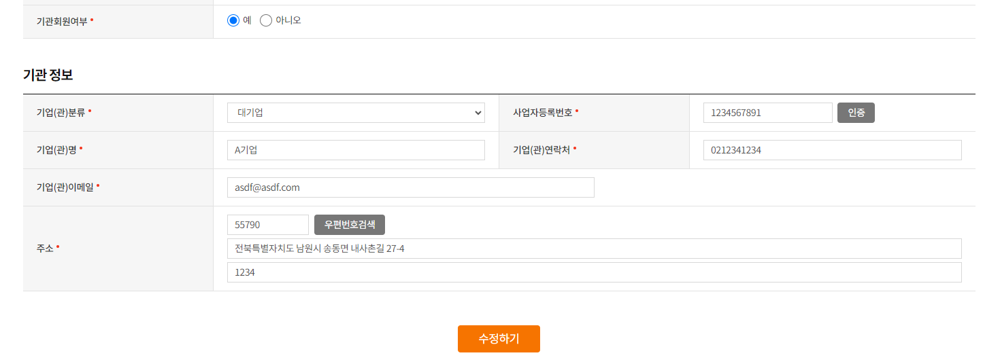 기관회원여부 예 아니오
기관 정보
기업(관)분류 대기업 사업자등록번호 1234567891 인증
기업(관)명 A기업 기업(관)연락처 0212341234
기업(관)이메일 asdf@asdf.com
주소 55790 우편번호검색
전북특별자치도 남원시 송동면 내사촌길 27-4
1234
수정하기